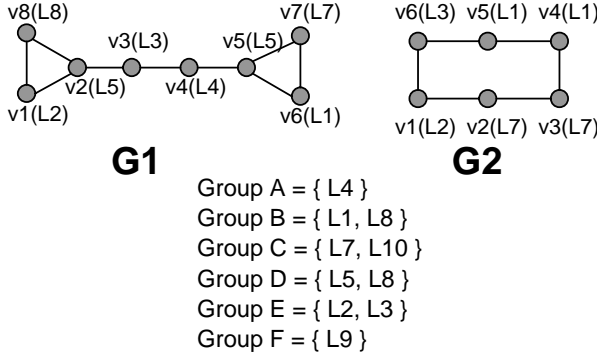 v8(L8) v7(L7) v6(L3) v5(L1) v4(L1)
v3(L3) v5(L5)
v2(L5) v4(L4)
v1(L2) v6(L1) v1(L2) v2(L7) v3(L7)
G1 G2
Group A = { L4 }
Group B = { L1, L8 }
Group C = { L7, L10 }
Group D = { L5, L8 }
Group E = { L2, L3 }
Group F = { L9 }